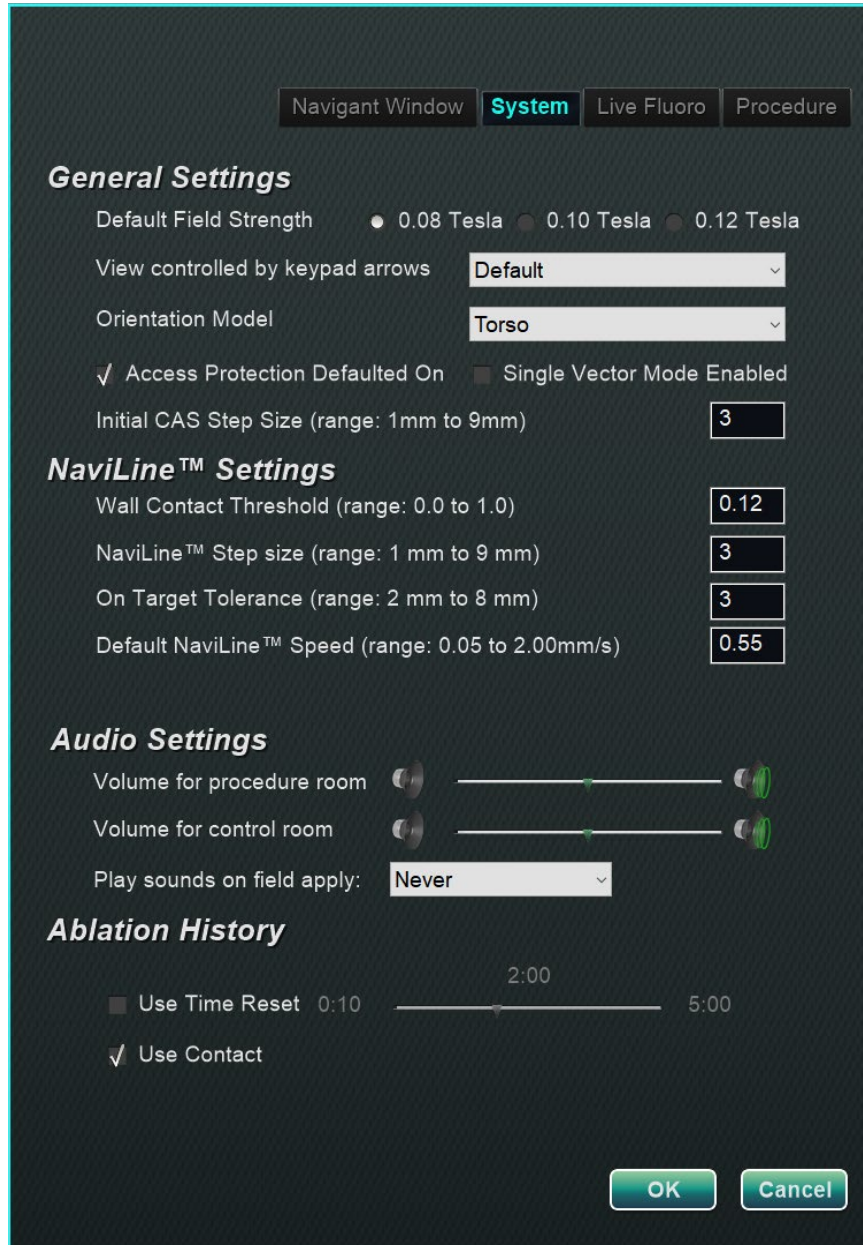 Navigant Window System Live Fluoro Procedure
General Settings
Default Field Strength 0.08 Tesla 0.10 Tesla 0.12 Tesla
View controlled by keypad arrows Default
Orientation Model Torso
Access Protection Defaulted On Single Vector Mode Enabled
Initial CAS Step Size (range: 1mm to 9mm) 3
NaviLine™ Settings
Wall Contact Threshold (range: 0.0 to 1.0) 0.12
NaviLine™ Step size (range: 1 mm to 9 mm) 3
On Target Tolerance (range: 2 mm to 8 mm) 3
Default NaviLine™ Speed (range: 0.05 to 2.00mm/s) 0.55
Audio Settings
Volume for procedure room
Volume for control room
Play sounds on field apply: Never
Ablation History
2:00
Use Time Reset 0:10 5:00
Use Contact
OK Cancel